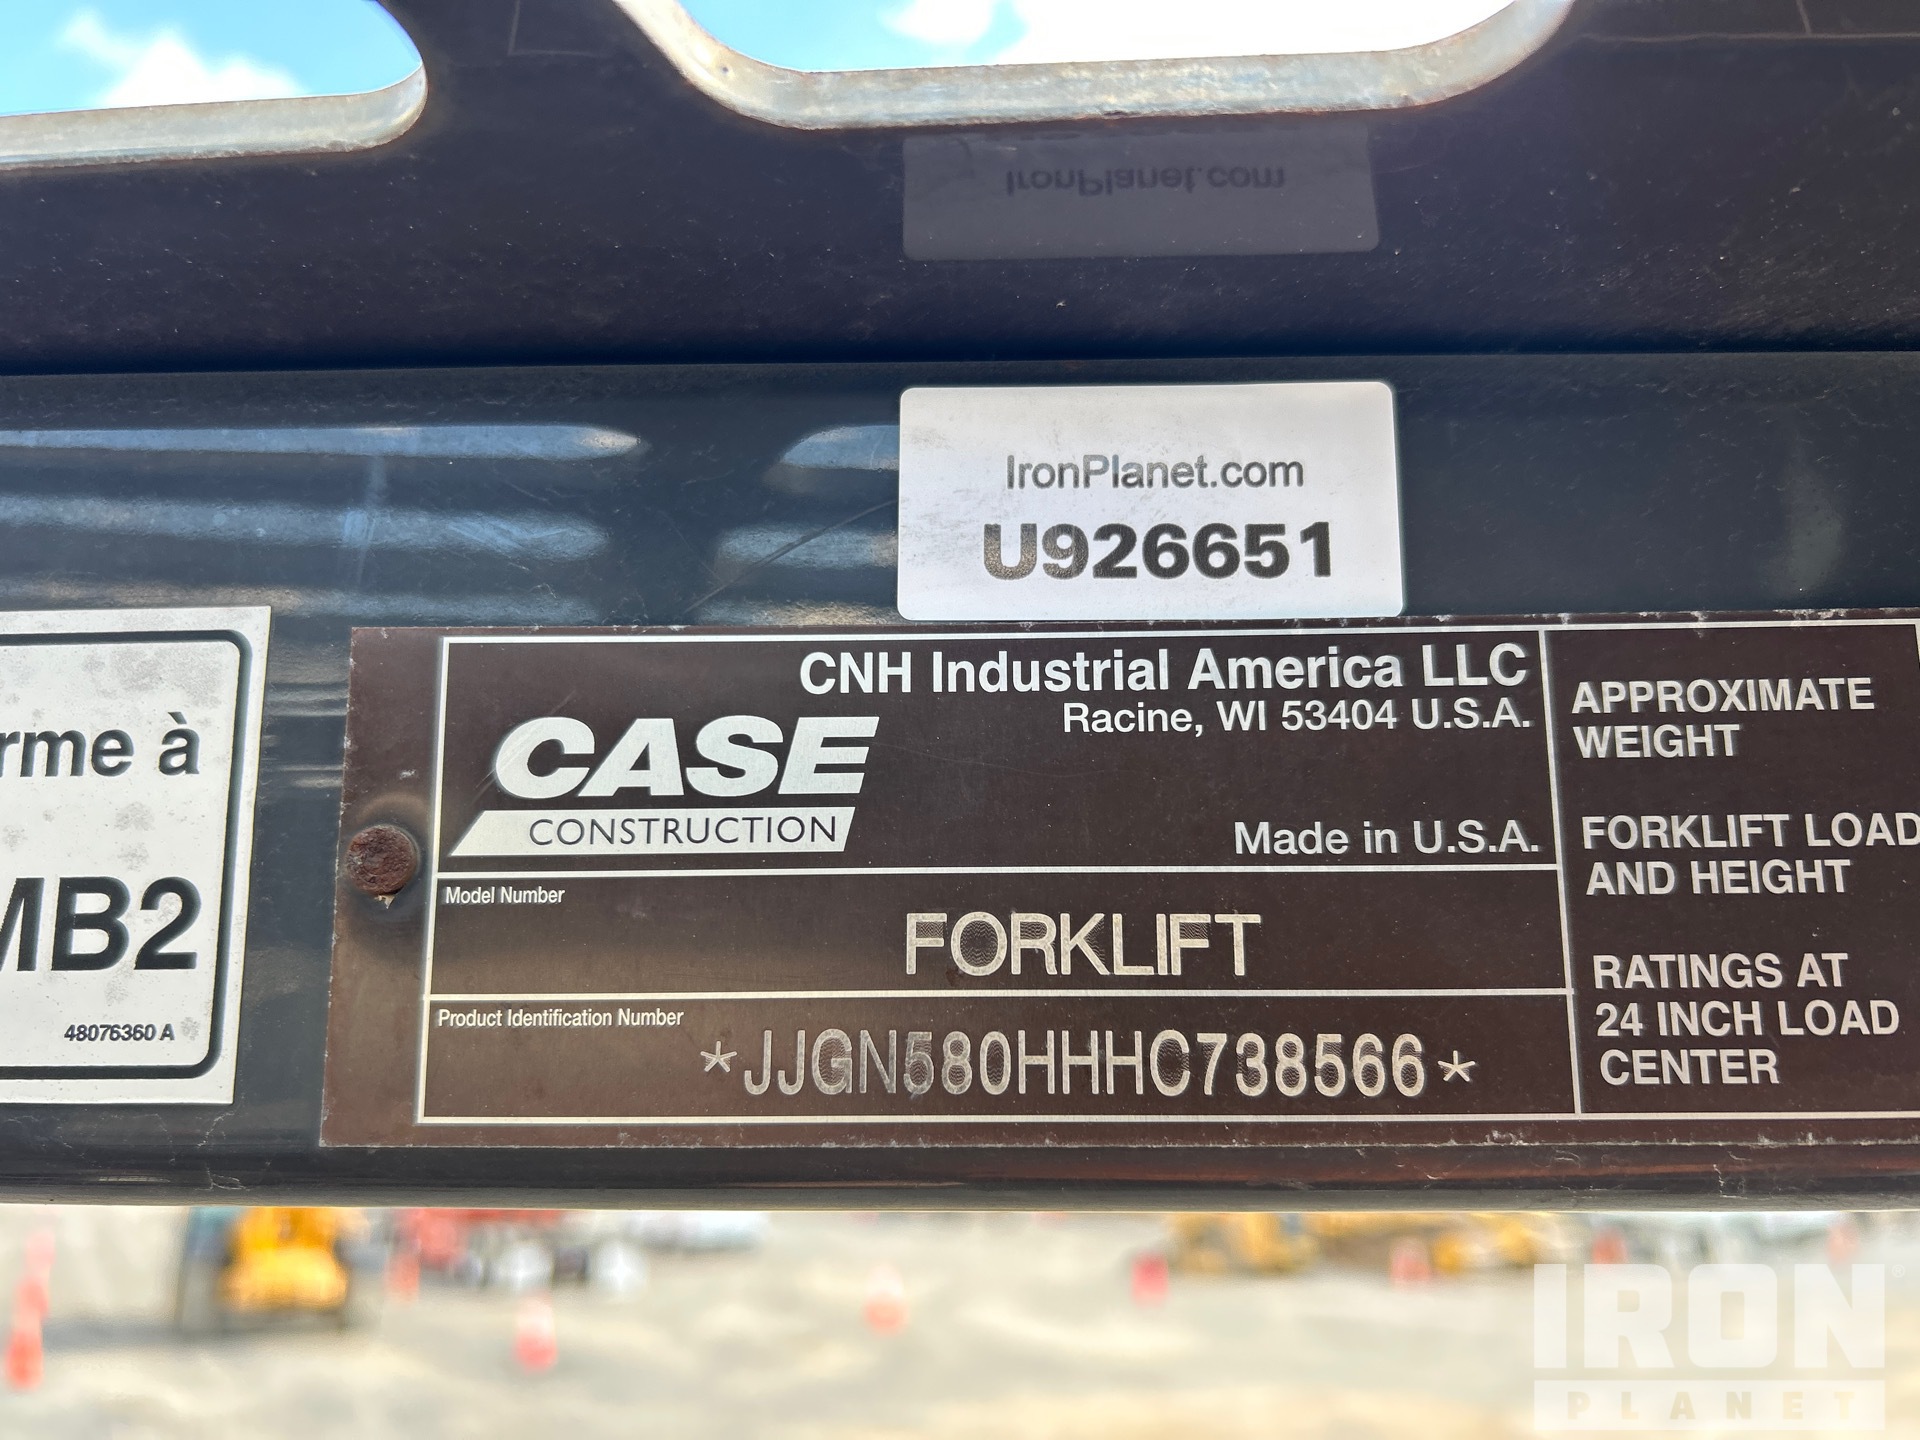 IronPlanet.com
IronPlanet.com
U926651
rme à
MB2
48076360 A
CNH Industrial America LLC
Racine, WI 53404 U.S.A.
CASE
CONSTRUCTION
Made in U.S.A.
Model Number
FORKLIFT
Product Identification Number
*JJGN580HHHC738566*
APPROXIMATE
WEIGHT
FORKLIFT LOAD
AND HEIGHT
RATINGS AT
24 INCH LOAD
CENTER
IRON
PLANET